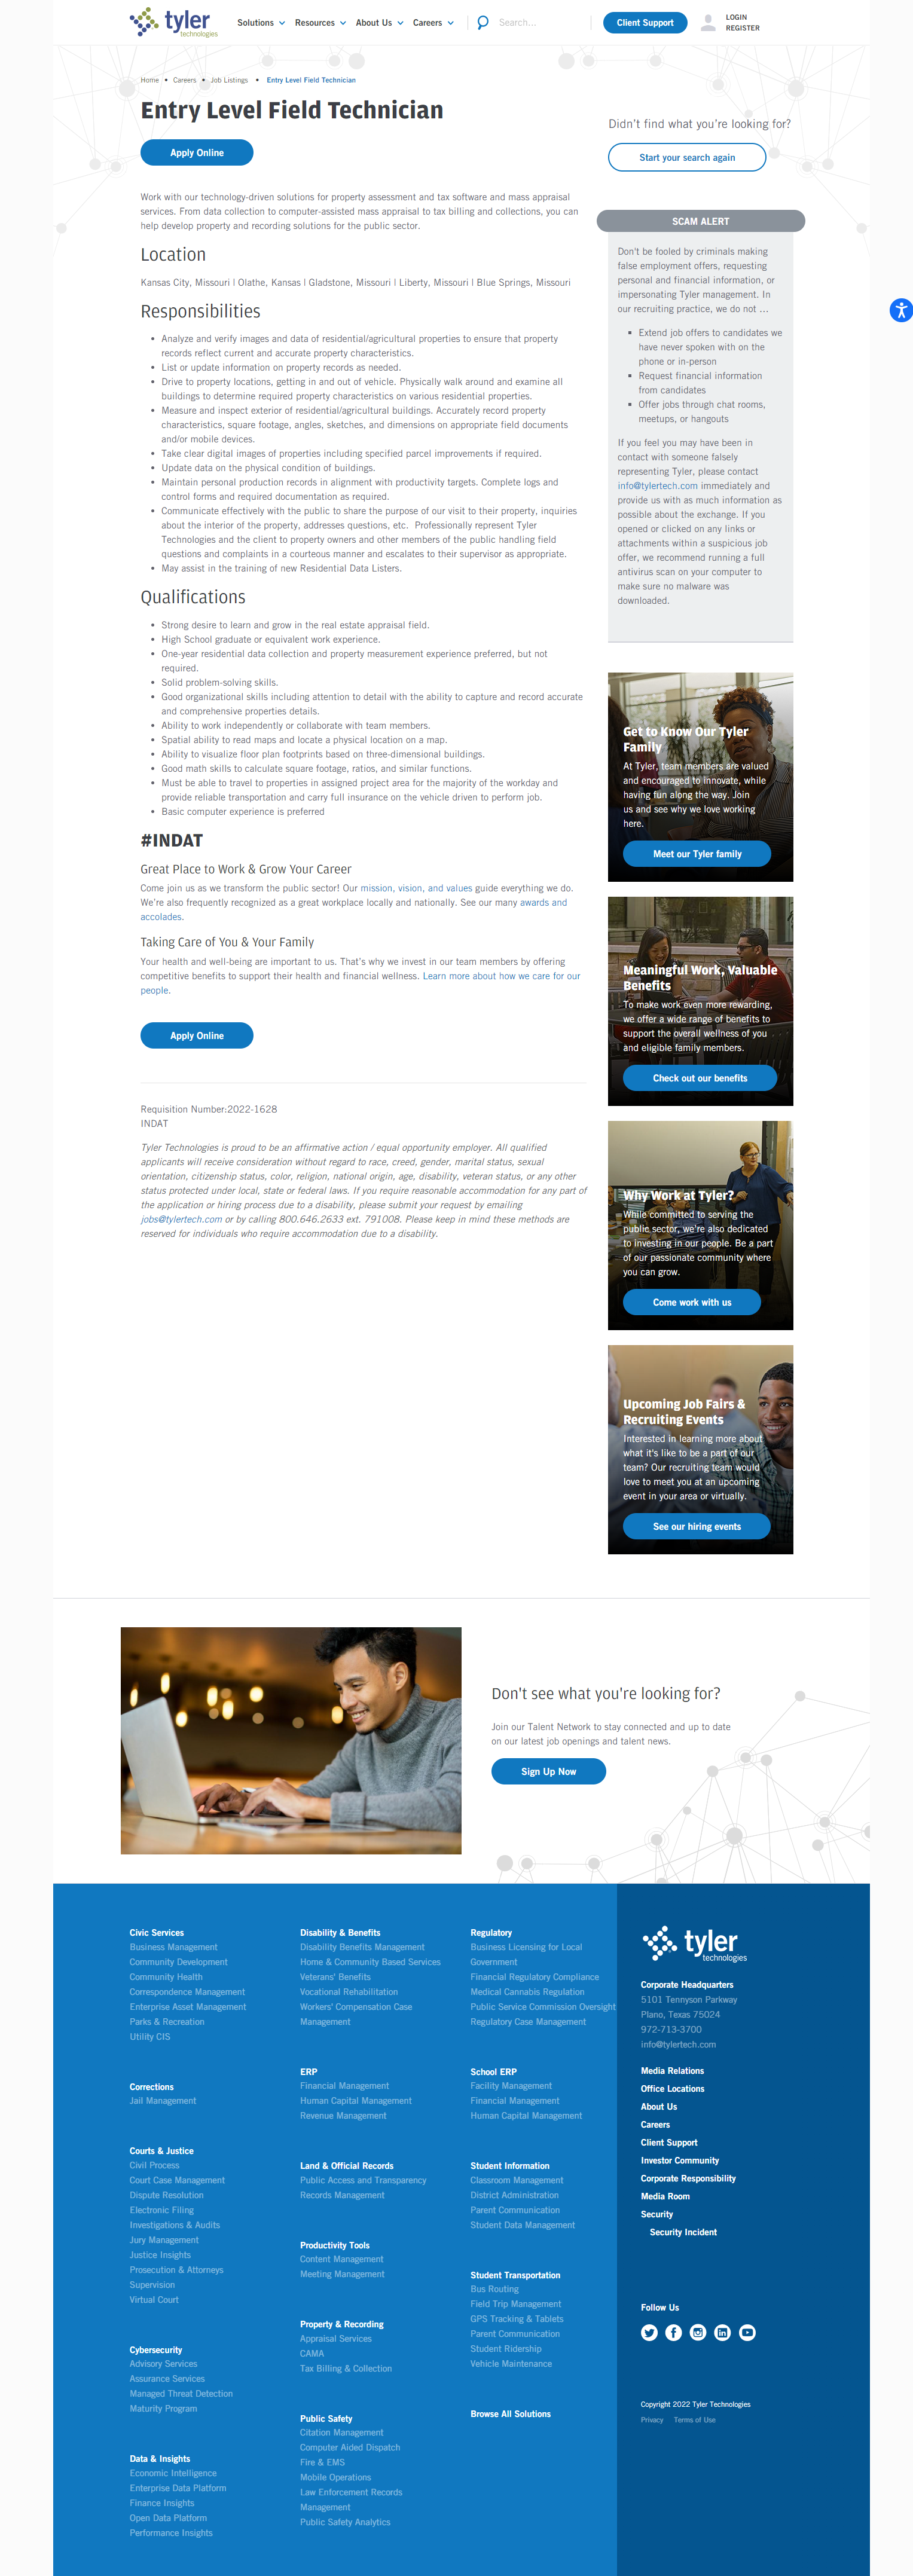 tyler
technologies
Solutions
Resources
About Us
Careers
Search...
Client Support
LOGIN
REGISTER
Home • Careers • Job Listings • Entry Level Field Technician
Entry Level Field Technician
Apply Online
Work with our technology-driven solutions for property assessment and tax software and mass appraisal
services. From data collection to computer-assisted mass appraisal to tax billing and collections, you can
help develop property and recording solutions for the public sector.
Location
Kansas City, Missouri | Olathe, Kansas | Gladstone, Missouri | Liberty, Missouri | Blue Springs, Missouri
Responsibilities
• Analyze and verify images and data of residential/agricultural properties to ensure that property
records reflect current and accurate property characteristics.
• List or update information on property records as needed.
• Drive to property locations, getting in and out of vehicle. Physically walk around and examine all
buildings to determine required property characteristics on various residential properties.
• Measure and inspect exterior of residential/agricultural buildings. Accurately record property
characteristics, square footage, angles, sketches, and dimensions on appropriate field documents
and/or mobile devices.
• Take clear digital images of properties including specified parcel improvements if required.
• Update data on the physical condition of buildings.
• Maintain personal production records in alignment with productivity targets. Complete logs and
control forms and required documentation as required.
• Communicate effectively with the public to share the purpose of our visit to their property, inquiries
about the interior of the property, addresses questions, etc. Professionally represent Tyler
Technologies and the client to property owners and other members of the public handling field
questions and complaints in a courteous manner and escalates to their supervisor as appropriate.
• May assist in the training of new Residential Data Listers.
Qualifications
• Strong desire to learn and grow in the real estate appraisal field.
• High School graduate or equivalent work experience.
• One-year residential data collection and property measurement experience preferred, but not
required.
• Solid problem-solving skills.
• Good organizational skills including attention to detail with the ability to capture and record accurate
and comprehensive properties details.
• Ability to work independently or collaborate with team members.
• Spatial ability to read maps and locate a physical location on a map.
• Ability to visualize floor plan footprints based on three-dimensional buildings.
• Good math skills to calculate square footage, ratios, and similar functions.
• Must be able to travel to properties in assigned project area for the majority of the workday and
provide reliable transportation and carry full insurance on the vehicle driven to perform job.
• Basic computer experience is preferred
#INDAT
Great Place to Work & Grow Your Career
Come join us as we transform the public sector! Our mission, vision, and values guide everything we do.
We're also frequently recognized as a great workplace locally and nationally. See our many awards and
accolades.
Taking Care of You & Your Family
Your health and well-being are important to us. That's why we invest in our team members by offering
competitive benefits to support their health and financial wellness. Learn more about how we care for our
people.
Apply Online
Requisition Number:2022-1628
INDAT
Tyler Technologies is proud to be an affirmative action / equal opportunity employer. All qualified
applicants will receive consideration without regard to race, creed, gender, marital status, sexual
orientation, citizenship status, color, religion, national origin, age, disability, veteran status, or any other
status protected under local, state or federal laws. If you require reasonable accommodation for any part of
the application or hiring process due to a disability, please submit your request by emailing
jobs@tylertech.com or by calling 800.646.2633 ext. 791008. Please keep in mind these methods are
reserved for individuals who require accommodation due to a disability.
Didn't find what you're looking for?
Start your search again
SCAM ALERT
Don't be fooled by criminals making
false employment offers, requesting
personal and financial information, or
impersonating Tyler management. In
our recruiting practice, we do not ...
▪ Extend job offers to candidates we
have never spoken with on the
phone or in-person
▪ Request financial information
from candidates
▪ Offer jobs through chat rooms,
meetups, or hangouts
If you feel you may have been in
contact with someone falsely
representing Tyler, please contact
info@tylertech.com immediately and
provide us with as much information as
possible about the exchange. If you
opened or clicked on any links or
attachments within a suspicious job
offer, we recommend running a full
antivirus scan on your computer to
make sure no malware was
downloaded.
Get to Know Our Tyler
Family
At Tyler, team members are valued
and encouraged to innovate, while
having fun along the way. Join
us and see why we love working
here.
Meet our Tyler family
Meaningful Work, Valuable
Benefits
To make work even more rewarding,
we offer a wide range of benefits to
support the overall wellness of you
and eligible family members.
Check out our benefits
Why Work at Tyler?
While committed to serving the
public sector, we're also dedicated
to investing in our people. Be a part
of our passionate community where
you can grow.
Come work with us
Upcoming Job Fairs &
Recruiting Events
Interested in learning more about
what it's like to be a part of our
team? Our recruiting team would
love to meet you at an upcoming
event in your area or virtually.
See our hiring events
Don't see what you're looking for?
Join our Talent Network to stay connected and up to date
on our latest job openings and talent news.
Sign Up Now
Civic Services
Business Management
Community Development
Community Health
Correspondence Management
Enterprise Asset Management
Parks & Recreation
Utility CIS
Corrections
Jail Management
Courts & Justice
Civil Process
Court Case Management
Dispute Resolution
Electronic Filing
Investigations & Audits
Jury Management
Justice Insights
Prosecution & Attorneys
Supervision
Virtual Court
Cybersecurity
Advisory Services
Assurance Services
Managed Threat Detection
Maturity Program
Data & Insights
Economic Intelligence
Enterprise Data Platform
Finance Insights
Open Data Platform
Performance Insights
Disability & Benefits
Disability Benefits Management
Home & Community Based Services
Veterans' Benefits
Vocational Rehabilitation
Workers' Compensation Case
Management
ERP
Financial Management
Human Capital Management
Revenue Management
Land & Official Records
Public Access and Transparency
Records Management
Productivity Tools
Content Management
Meeting Management
Property & Recording
Appraisal Services
CAMA
Tax Billing & Collection
Public Safety
Citation Management
Computer Aided Dispatch
Fire & EMS
Mobile Operations
Law Enforcement Records
Management
Public Safety Analytics
Regulatory
Business Licensing for Local
Government
Financial Regulatory Compliance
Medical Cannabis Regulation
Public Service Commission Oversight
Regulatory Case Management
School ERP
Facility Management
Financial Management
Human Capital Management
Student Information
Classroom Management
District Administration
Parent Communication
Student Data Management
Student Transportation
Bus Routing
Field Trip Management
GPS Tracking & Tablets
Parent Communication
Student Ridership
Vehicle Maintenance
Browse All Solutions
tyler
technologies
Corporate Headquarters
5101 Tennyson Parkway
Plano, Texas 75024
972-713-3700
info@tylertech.com
Media Relations
Office Locations
About Us
Careers
Client Support
Investor Community
Corporate Responsibility
Media Room
Security
Security Incident
Follow Us
Copyright 2022 Tyler Technologies
Privacy
Terms of Use